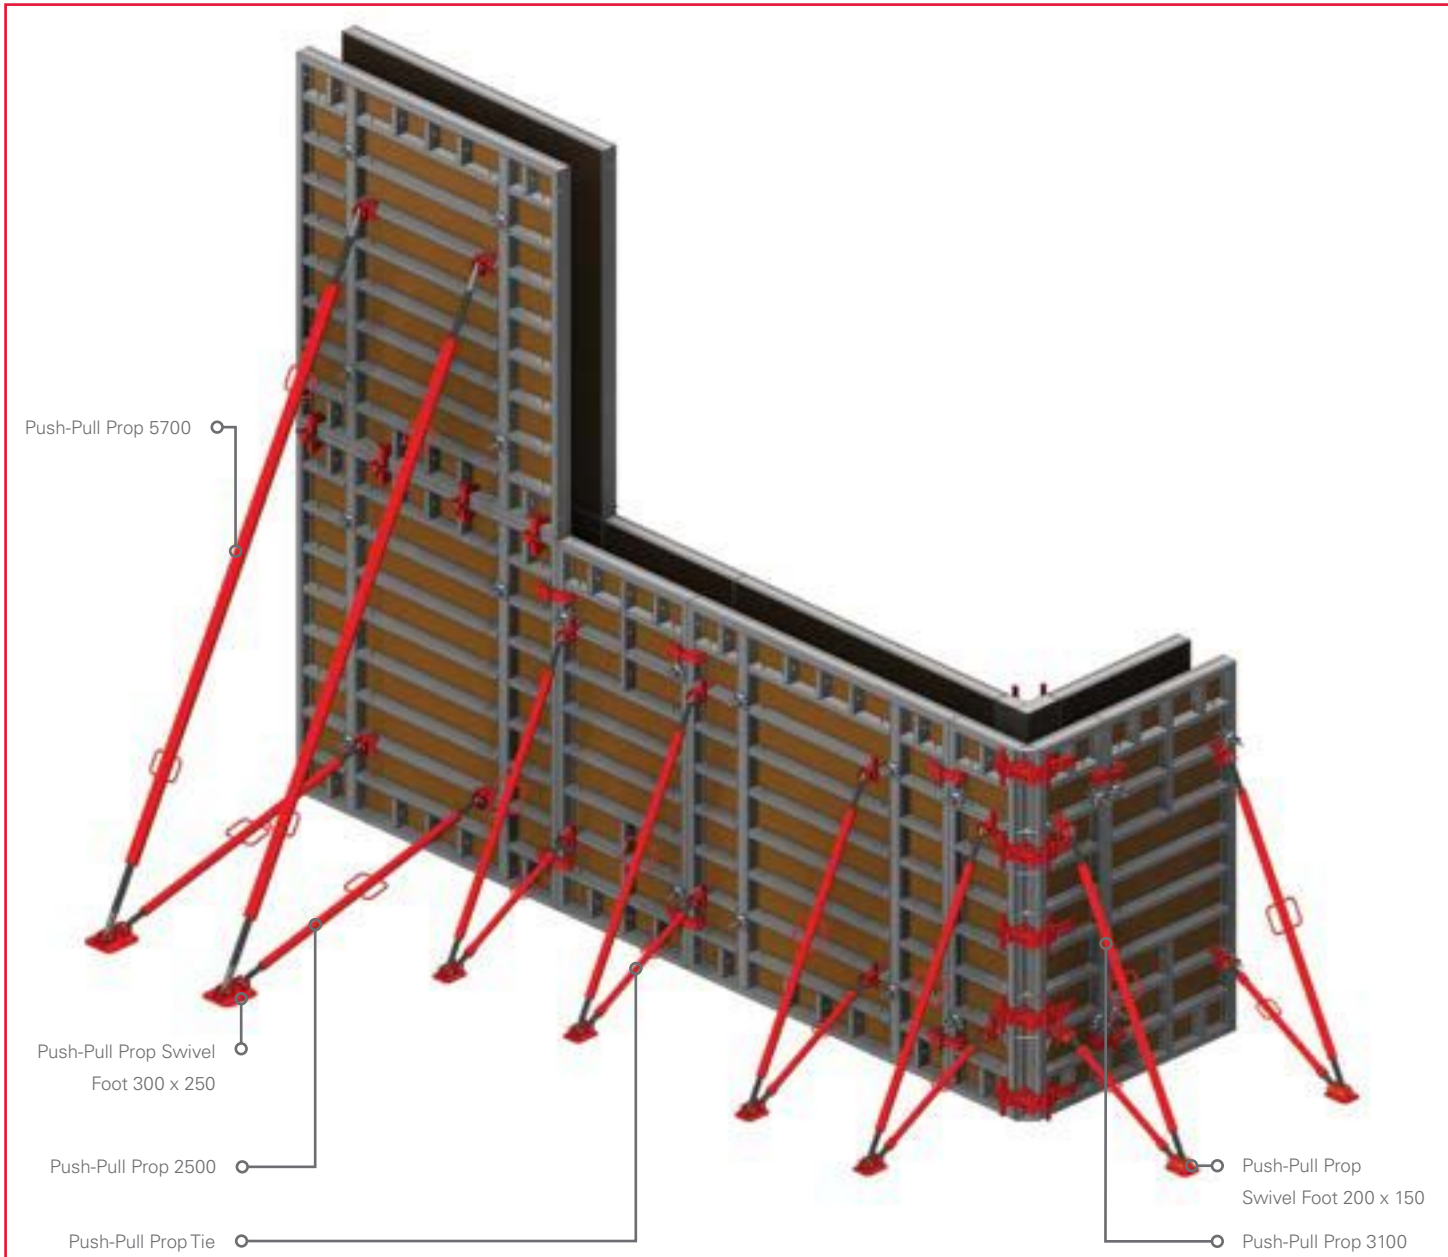 Push-Pull Prop 5700
Push-Pull Prop Swivel
Foot 300 x 250
Push-Pull Prop 2500
Push-Pull Prop Tie
Push-Pull Prop
Swivel Foot 200 x 150
Push-Pull Prop 3100